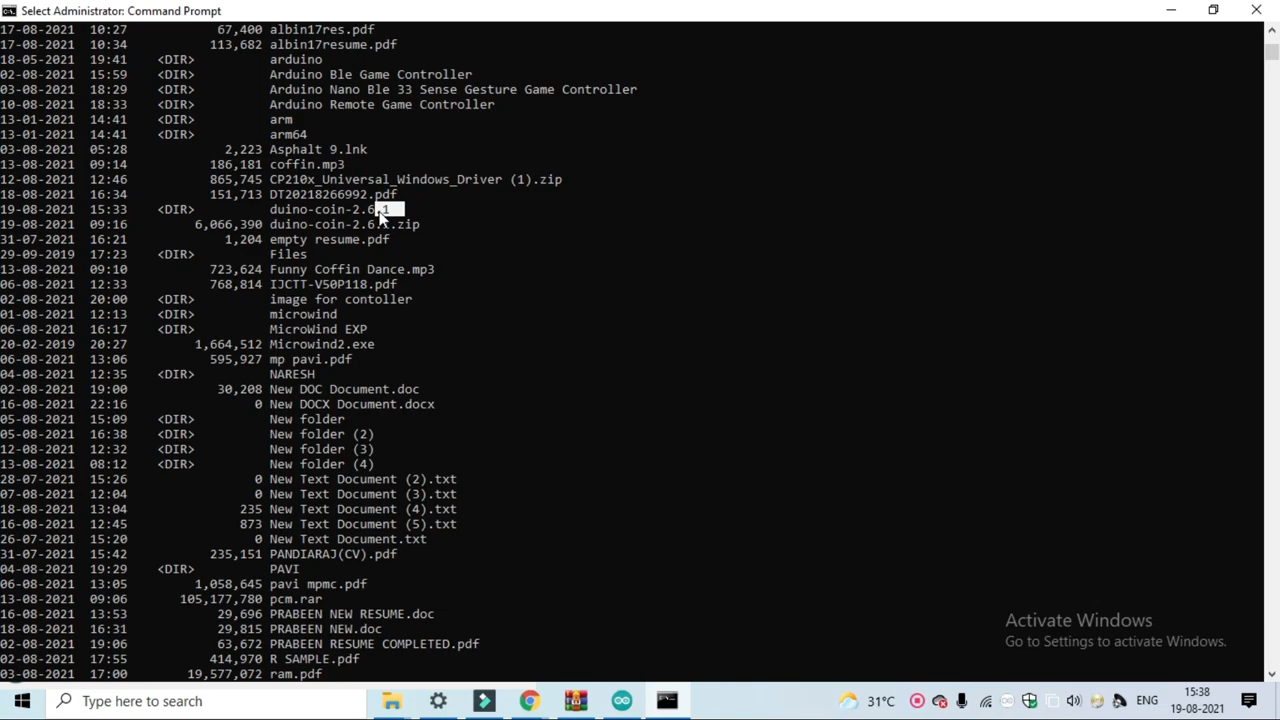 Select Administrator: Command Prompt
17-08-2021  10:27            67,400 albin17res.pdf
17-08-2021  10:34           113,682 albin17resume.pdf
18-05-2021  19:41    <DIR>          arduino
02-08-2021  15:59    <DIR>          Arduino Ble Game Controller
03-08-2021  18:29    <DIR>          Arduino Nano Ble 33 Sense Gesture Game Controller
10-08-2021  18:33    <DIR>          Arduino Remote Game Controller
13-01-2021  14:41    <DIR>          arm
13-01-2021  14:41    <DIR>          arm64
03-08-2021  05:28             2,223 Asphalt 9.lnk
13-08-2021  09:14           186,181 coffin.mp3
12-08-2021  12:46           865,745 CP210x_Universal_Windows_Driver (1).zip
18-08-2021  16:34           151,713 DT20218266992.pdf
19-08-2021  15:33    <DIR>          duino-coin-2.6.1
19-08-2021  09:16         6,066,390 duino-coin-2.6.1.zip
31-07-2021  16:21             1,204 empty resume.pdf
29-09-2019  17:23    <DIR>          Files
13-08-2021  09:10           723,624 Funny Coffin Dance.mp3
06-08-2021  12:33           768,814 IJCTT-V50P118.pdf
02-08-2021  20:00    <DIR>          image for contoller
01-08-2021  12:13    <DIR>          microwind
06-08-2021  16:17    <DIR>          MicroWind EXP
20-02-2019  20:27         1,664,512 Microwind2.exe
06-08-2021  13:06           595,927 mp pavi.pdf
04-08-2021  12:35    <DIR>          NARESH
02-08-2021  19:00            30,208 New DOC Document.doc
16-08-2021  22:16                 0 New DOCX Document.docx
05-08-2021  15:09    <DIR>          New folder
05-08-2021  16:38    <DIR>          New folder (2)
12-08-2021  12:32    <DIR>          New folder (3)
13-08-2021  08:12    <DIR>          New folder (4)
28-07-2021  15:26                 0 New Text Document (2).txt
07-08-2021  12:04                 0 New Text Document (3).txt
18-08-2021  13:04               235 New Text Document (4).txt
16-08-2021  12:45               873 New Text Document (5).txt
26-07-2021  15:20                 0 New Text Document.txt
31-07-2021  15:42           235,151 PANDIARAJ(CV).pdf
04-08-2021  19:29    <DIR>          PAVI
06-08-2021  13:05         1,058,645 pavi mpmc.pdf
13-08-2021  09:06       105,177,780 pcm.rar
16-08-2021  13:53            29,696 PRABEEN NEW RESUME.doc
18-08-2021  16:31            29,815 PRABEEN NEW.doc
02-08-2021  19:06            63,672 PRABEEN RESUME COMPLETED.pdf
02-08-2021  17:55           414,970 R SAMPLE.pdf
03-08-2021  17:00        19,577,072 ram.pdf
Activate Windows
Go to Settings to activate Windows.
Type here to search
31°C
ENG
15:38
19-08-2021